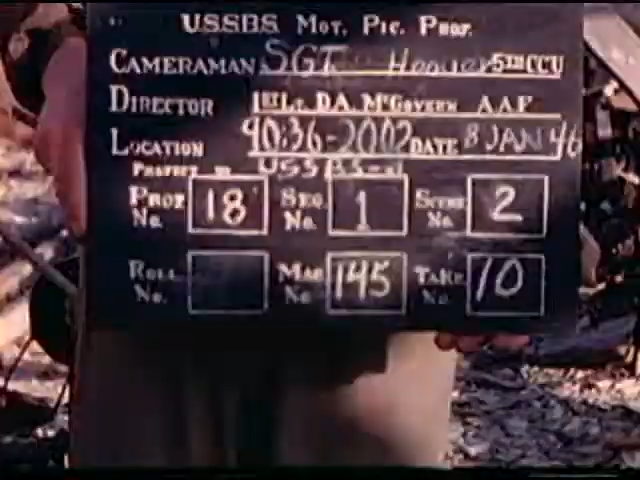 USSBS MOT. PIC. PROJ.
CAMERAMAN SGT Hoover 5TH CCU
DIRECTOR 1ST LT. D.A. MCGOVERN AAF
LOCATION 9036-2002 DATE 8 JAN 46
USSBS
PROJ. No. 18 SEQ. No. 1 SCENE No. 2
ROLL No. MAG No. 145 TAKE No. 10